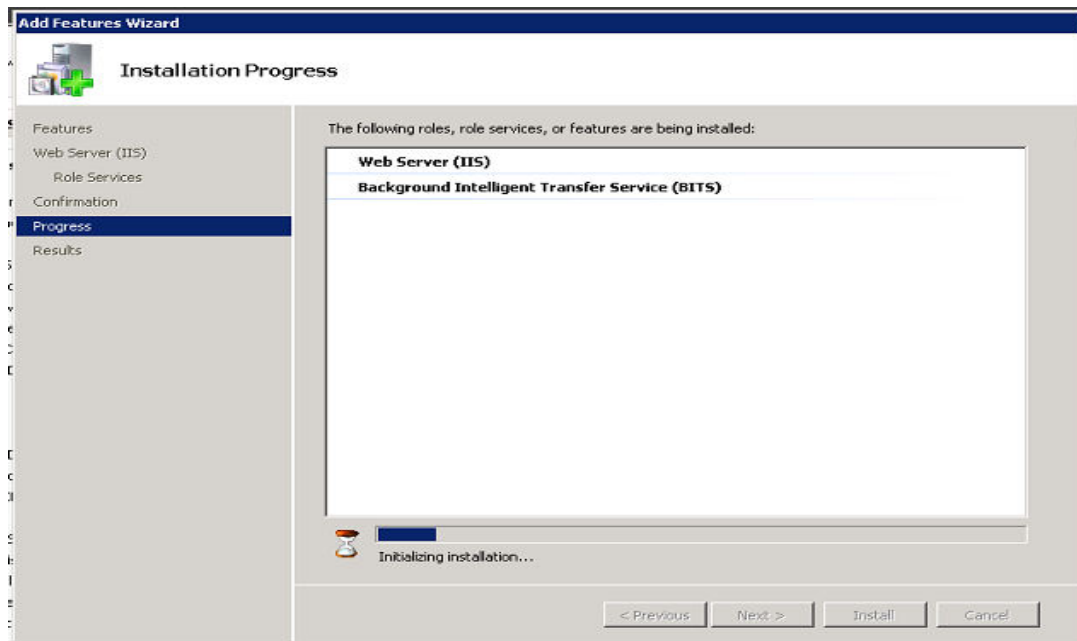 Add Features Wizard
Installation Progress
Features
Web Server (IIS)
Role Services
Confirmation
Progress
Results
The following roles, role services, or features are being installed:
Web Server (IIS)
Background Intelligent Transfer Service (BITS)
Initializing installation...
< Previous
Next >
Install
Cancel